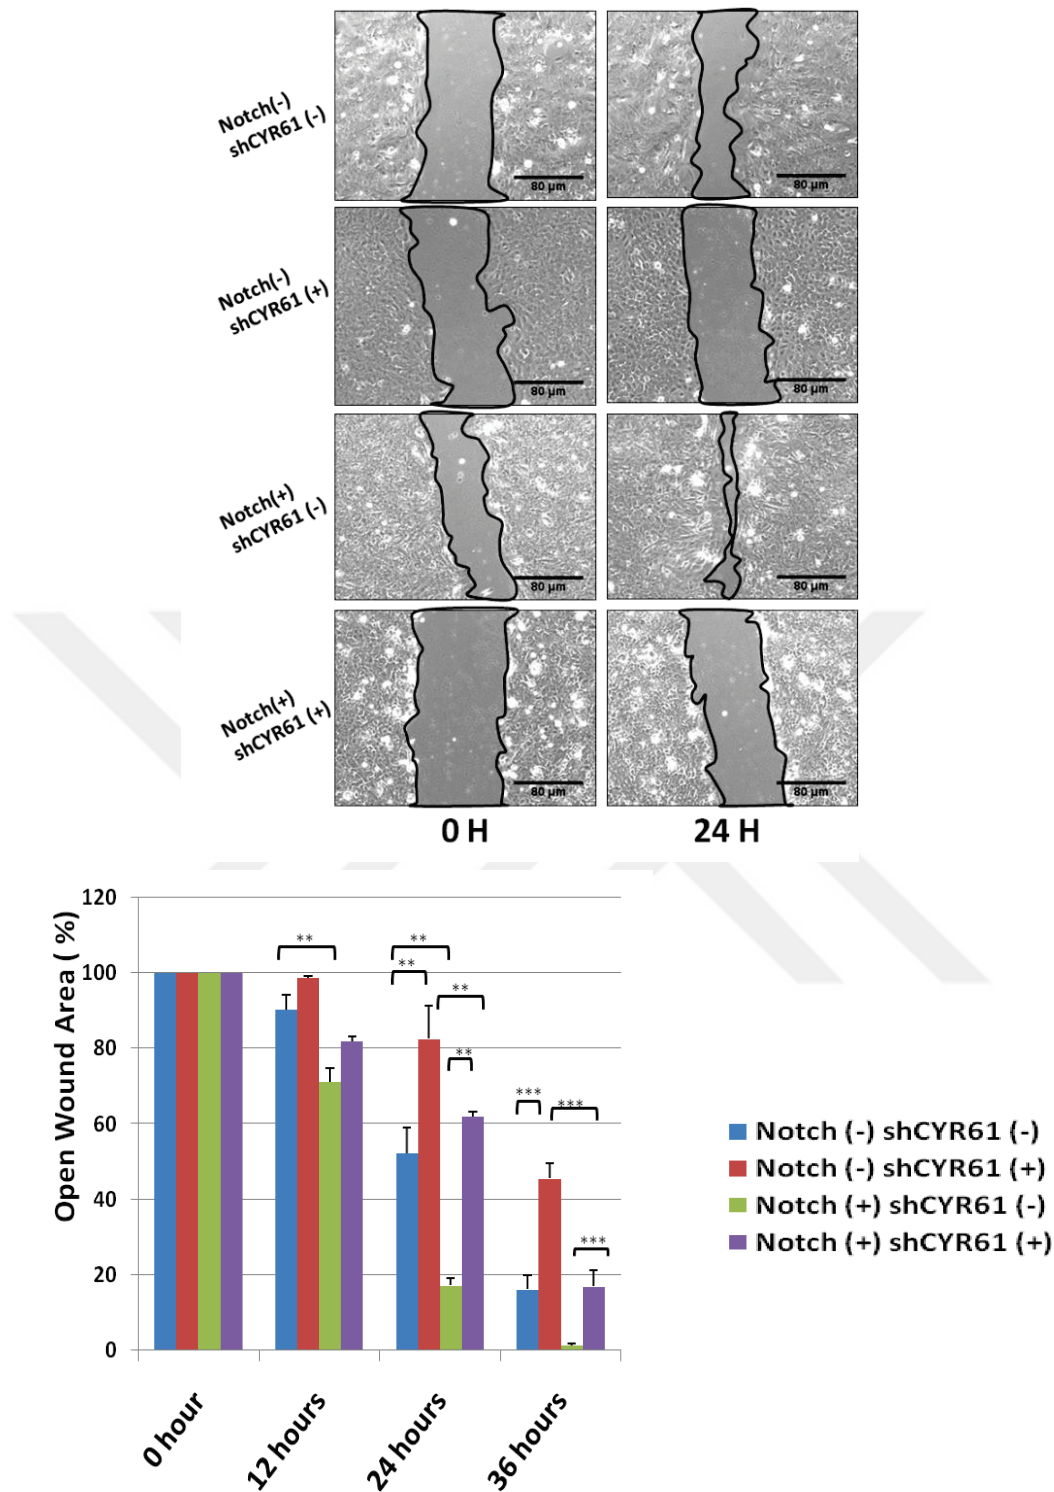 Notch(-)
shCYR61 (-)
80 µm
80 µm
Notch(-)
shCYR61 (+)
80 µm
80 µm
Notch(+)
shCYR61 (-)
80 µm
80 µm
Notch(+)
shCYR61 (+)
80 µm
80 µm
0 H
24 H
Open Wound Area ( %)
120
100
80
60
40
20
0
**
**
**
**
**
***
***
***
0 hour
12 hours
24 hours
36 hours
Notch (-) shCYR61 (-)
Notch (-) shCYR61 (+)
Notch (+) shCYR61 (-)
Notch (+) shCYR61 (+)